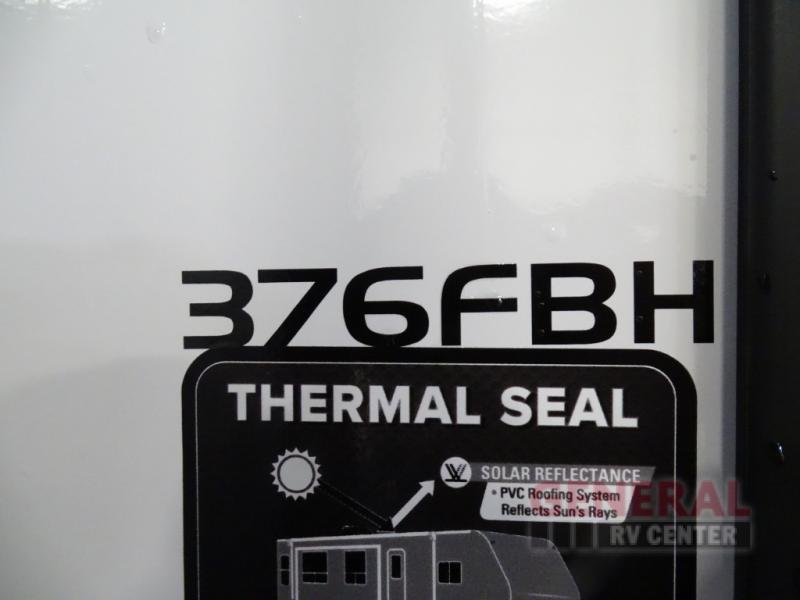 376FBH
THERMAL SEAL
SOLAR REFLECTANCE
• PVC Roofing System
Reflects Sun's Rays
GENERAL
RV CENTER